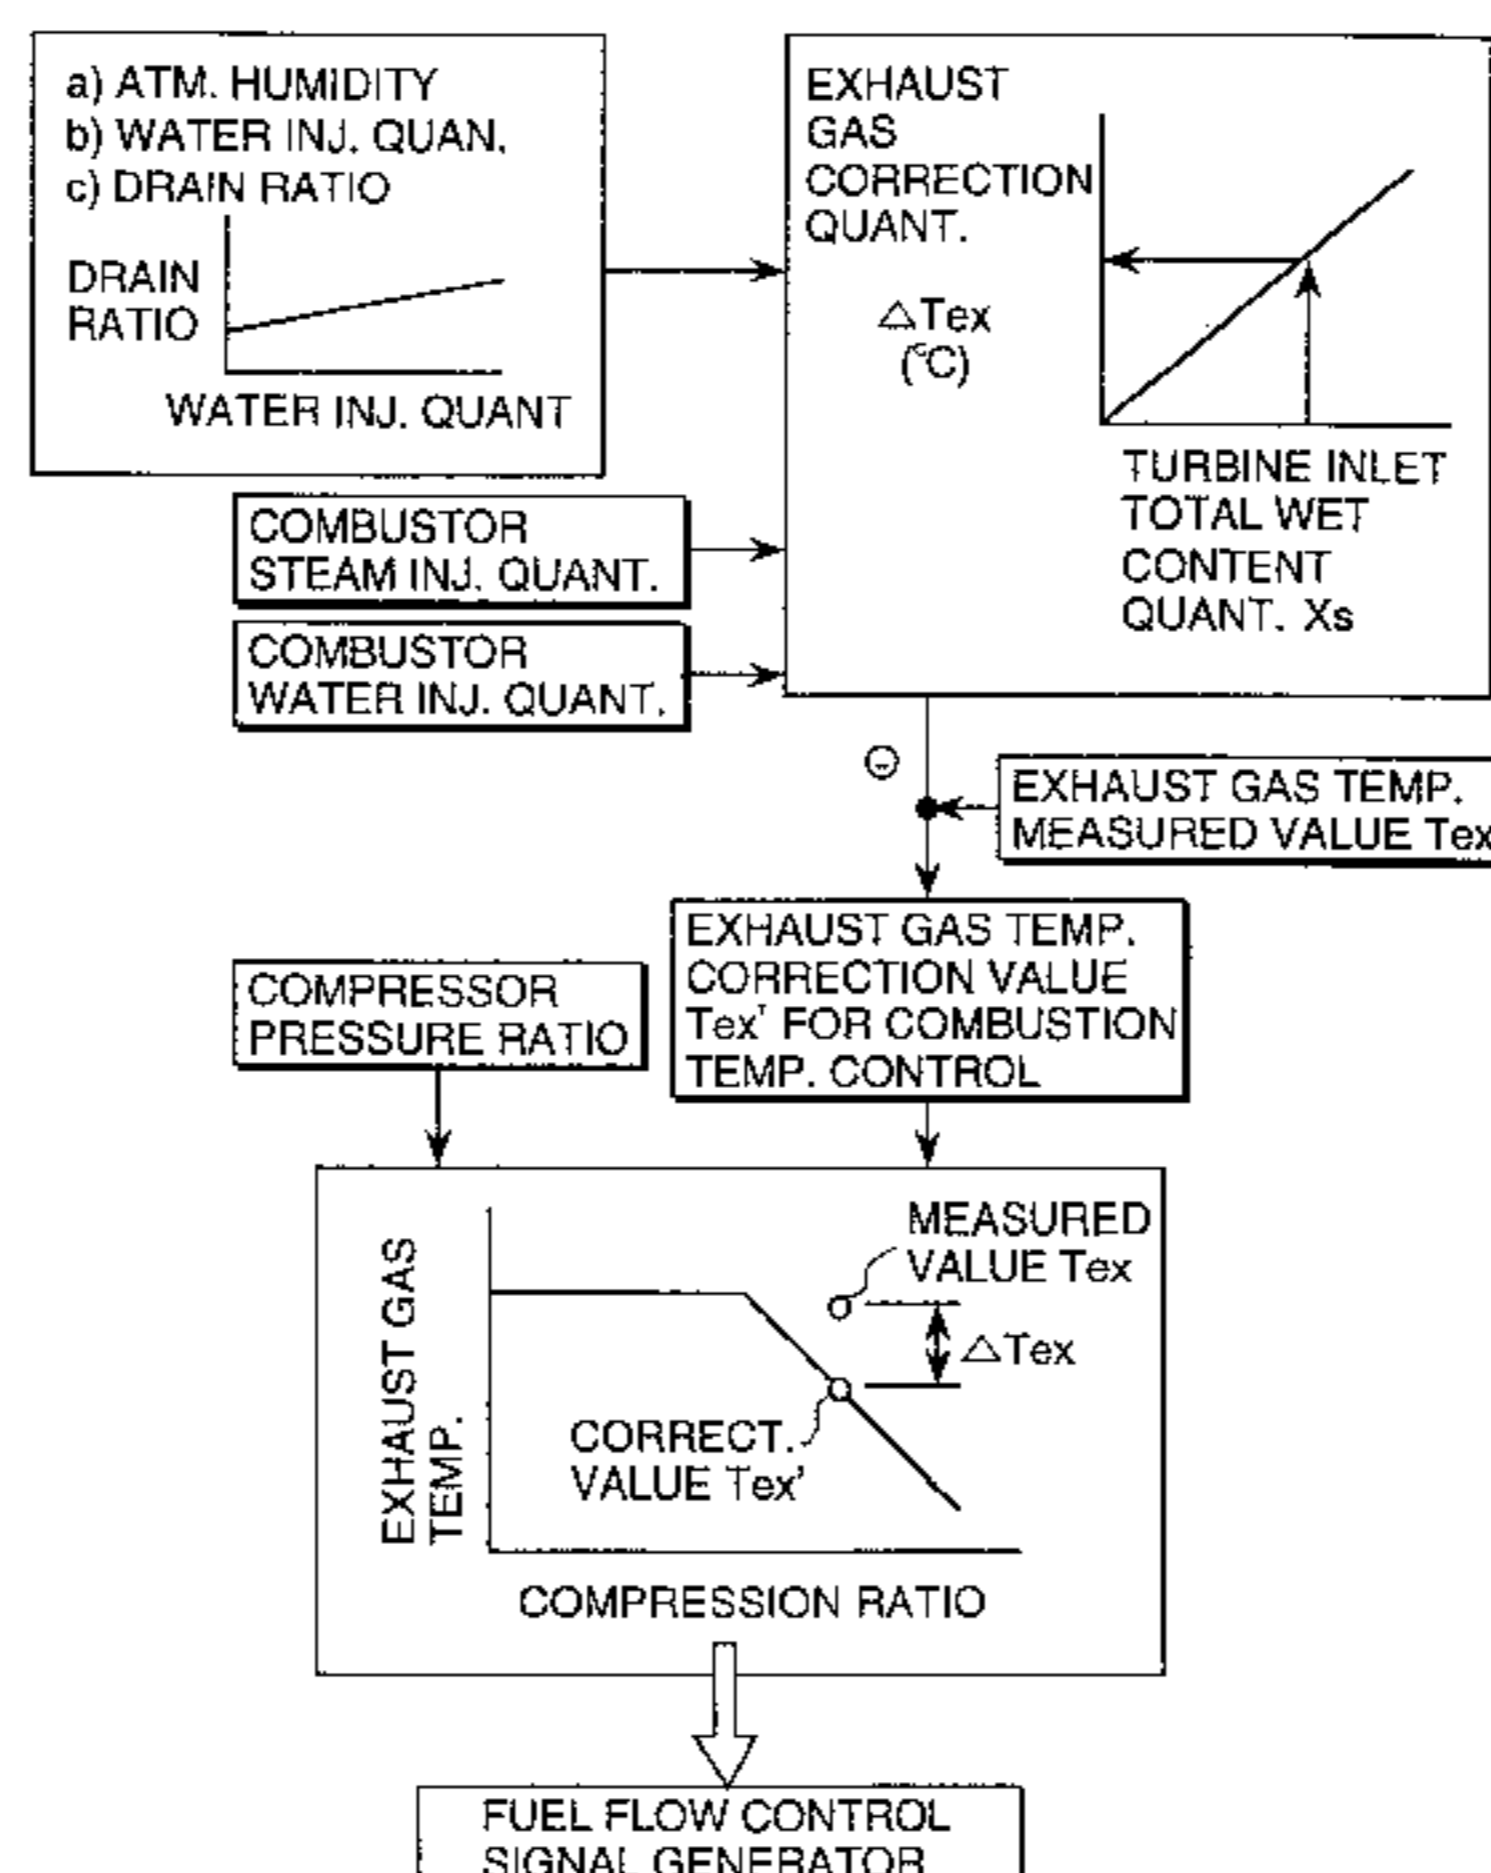 a) ATM. HUMIDITY
b) WATER INJ. QUAN.
c) DRAIN RATIO
DRAIN
RATIO
WATER INJ. QUANT
EXHAUST
GAS
CORRECTION
QUANT.
△Tex
(℃)
TURBINE INLET
TOTAL WET
CONTENT
QUANT. Xs
COMBUSTOR
STEAM INJ. QUANT.
COMBUSTOR
WATER INJ. QUANT.
⊖
EXHAUST GAS TEMP.
MEASURED VALUE Tex
EXHAUST GAS TEMP.
CORRECTION VALUE
Tex' FOR COMBUSTION
TEMP. CONTROL
COMPRESSOR
PRESSURE RATIO
EXHAUST GAS
TEMP.
MEASURED
VALUE Tex
△Tex
CORRECT.
VALUE Tex'
COMPRESSION RATIO
FUEL FLOW CONTROL
SIGNAL GENERATOR